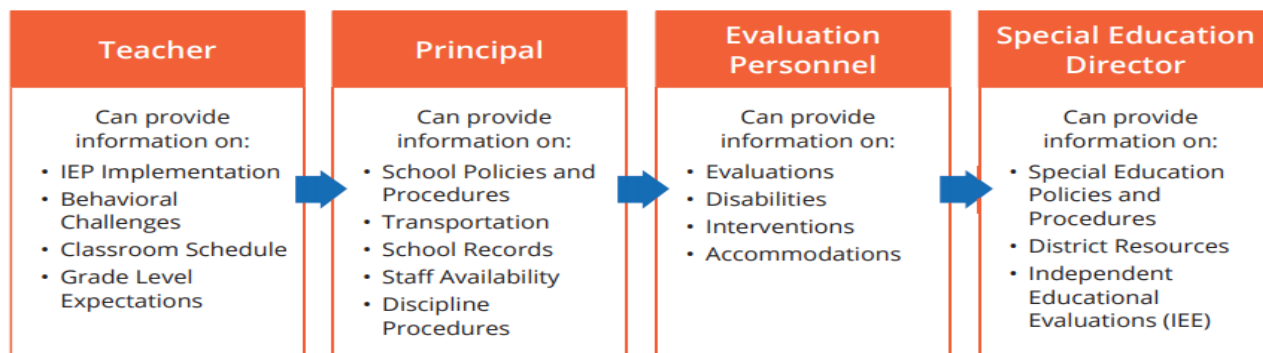 Teacher
Can provide
information on:
• IEP Implementation
• Behavioral
Challenges
• Classroom Schedule
• Grade Level
Expectations
Principal
Can provide
information on:
• School Policies and
Procedures
• Transportation
• School Records
• Staff Availability
• Discipline
Procedures
Evaluation
Personnel
Can provide
information on:
• Evaluations
• Disabilities
• Interventions
• Accommodations
Special Education
Director
Can provide
information on:
• Special Education
Policies and
Procedures
• District Resources
• Independent
Educational
Evaluations (IEE)